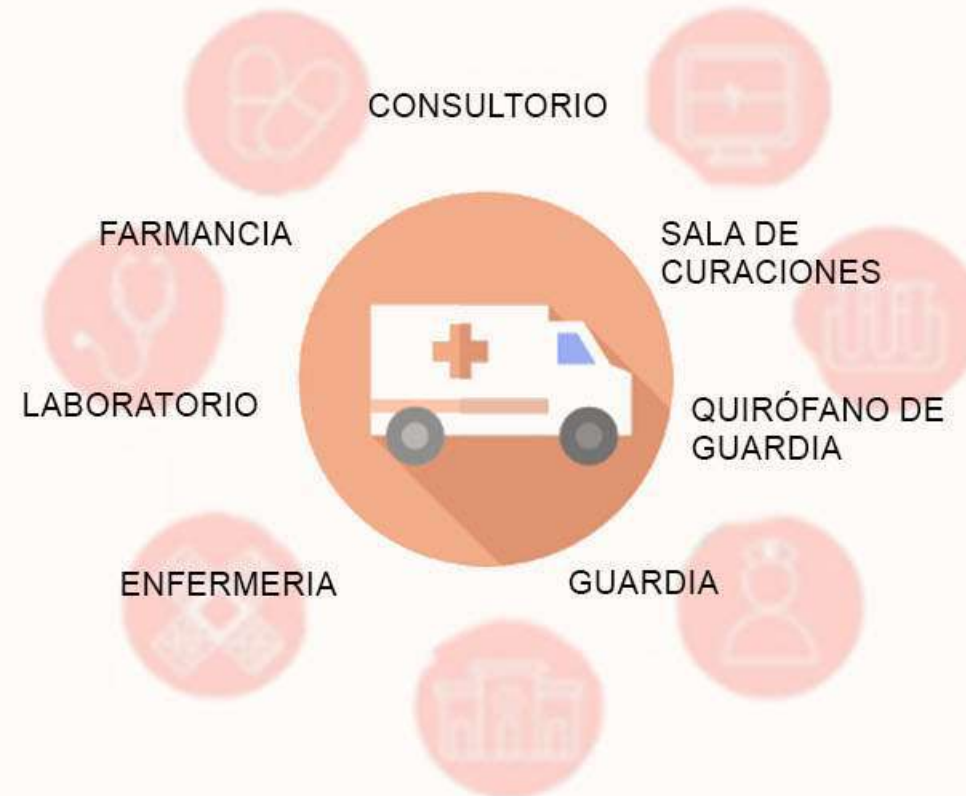 CONSULTORIO
FARMANCIA
SALA DE
CURACIONES
LABORATORIO
QUIRÓFANO DE
GUARDIA
ENFERMERIA
GUARDIA